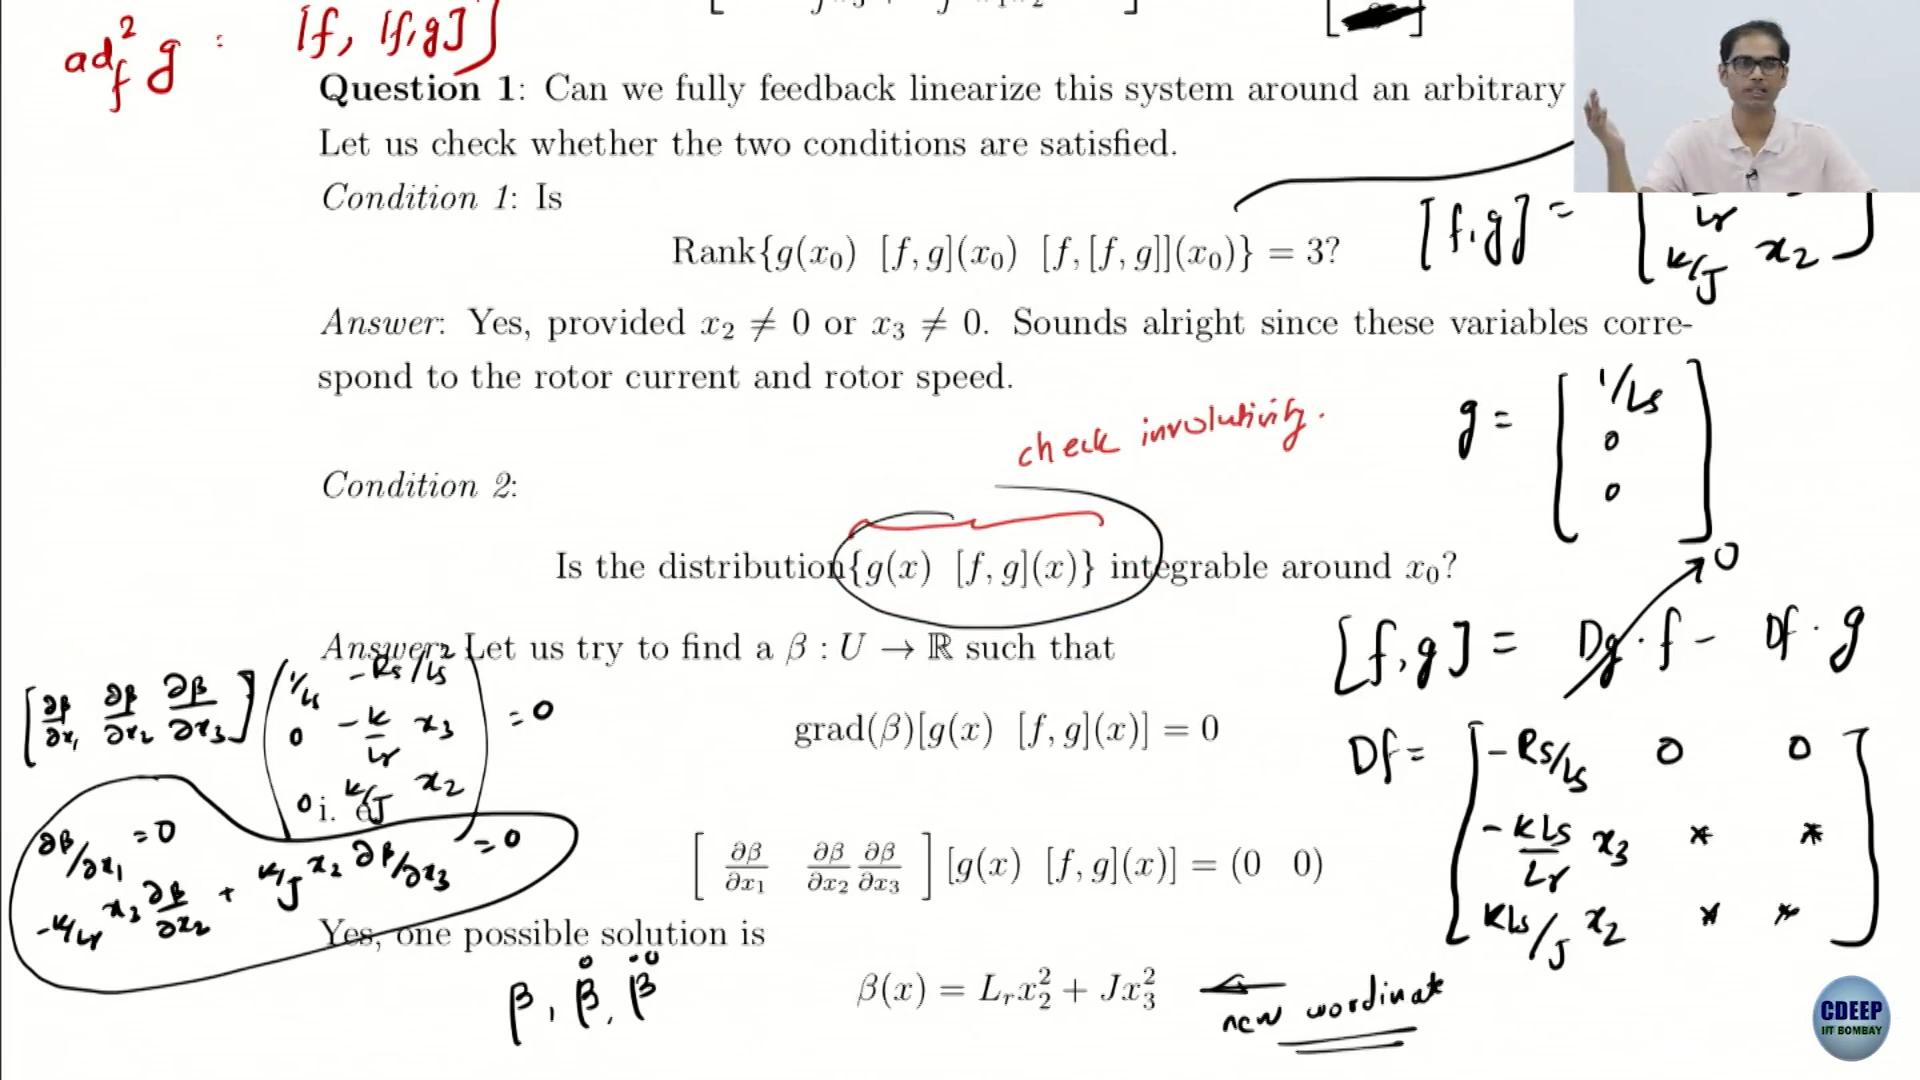 ad_f^2 g : [f, [f,g]]
Question 1: Can we fully feedback linearize this system around an arbitrary
Let us check whether the two conditions are satisfied.
Condition 1: Is
Rank{g(x₀) [f, g](x₀) [f, [f, g]](x₀)} = 3?
[f,g] = [ Lr K/J x₂ ]
Answer: Yes, provided x₂ ≠ 0 or x₃ ≠ 0. Sounds alright since these variables corre-
spond to the rotor current and rotor speed.
g = [ 1/Ls 0 0 ]
check involutivity.
Condition 2:
Is the distribution{g(x) [f, g](x)} integrable around x₀?
Answer: Let us try to find a β : U → ℝ such that
[f,g] = Dg·f - Df·g
0
grad(β)[g(x) [f, g](x)] = 0
[∂β/∂x₁ ∂β/∂x₂ ∂β/∂x₃] ( 1/Ls -Rs/Ls
0 -K/Lr x₃
0 K/J x₂ ) = 0
Df = [ -Rs/Ls 0 0
-KLs/Lr x₃ * *
KLs/J x₂ * * ]
i. e.
[ ∂β/∂x₁ ∂β/∂x₂ ∂β/∂x₃ ] [g(x) [f, g](x)] = (0 0)
∂β/∂x₁ = 0
-K/Lr x₃ ∂β/∂x₂ + K/J x₂ ∂β/∂x₃ = 0
Yes, one possible solution is
β, β̇, β̈
β(x) = L_r x₂² + J x₃²
new coordinate
CDEEP
IIT BOMBAY